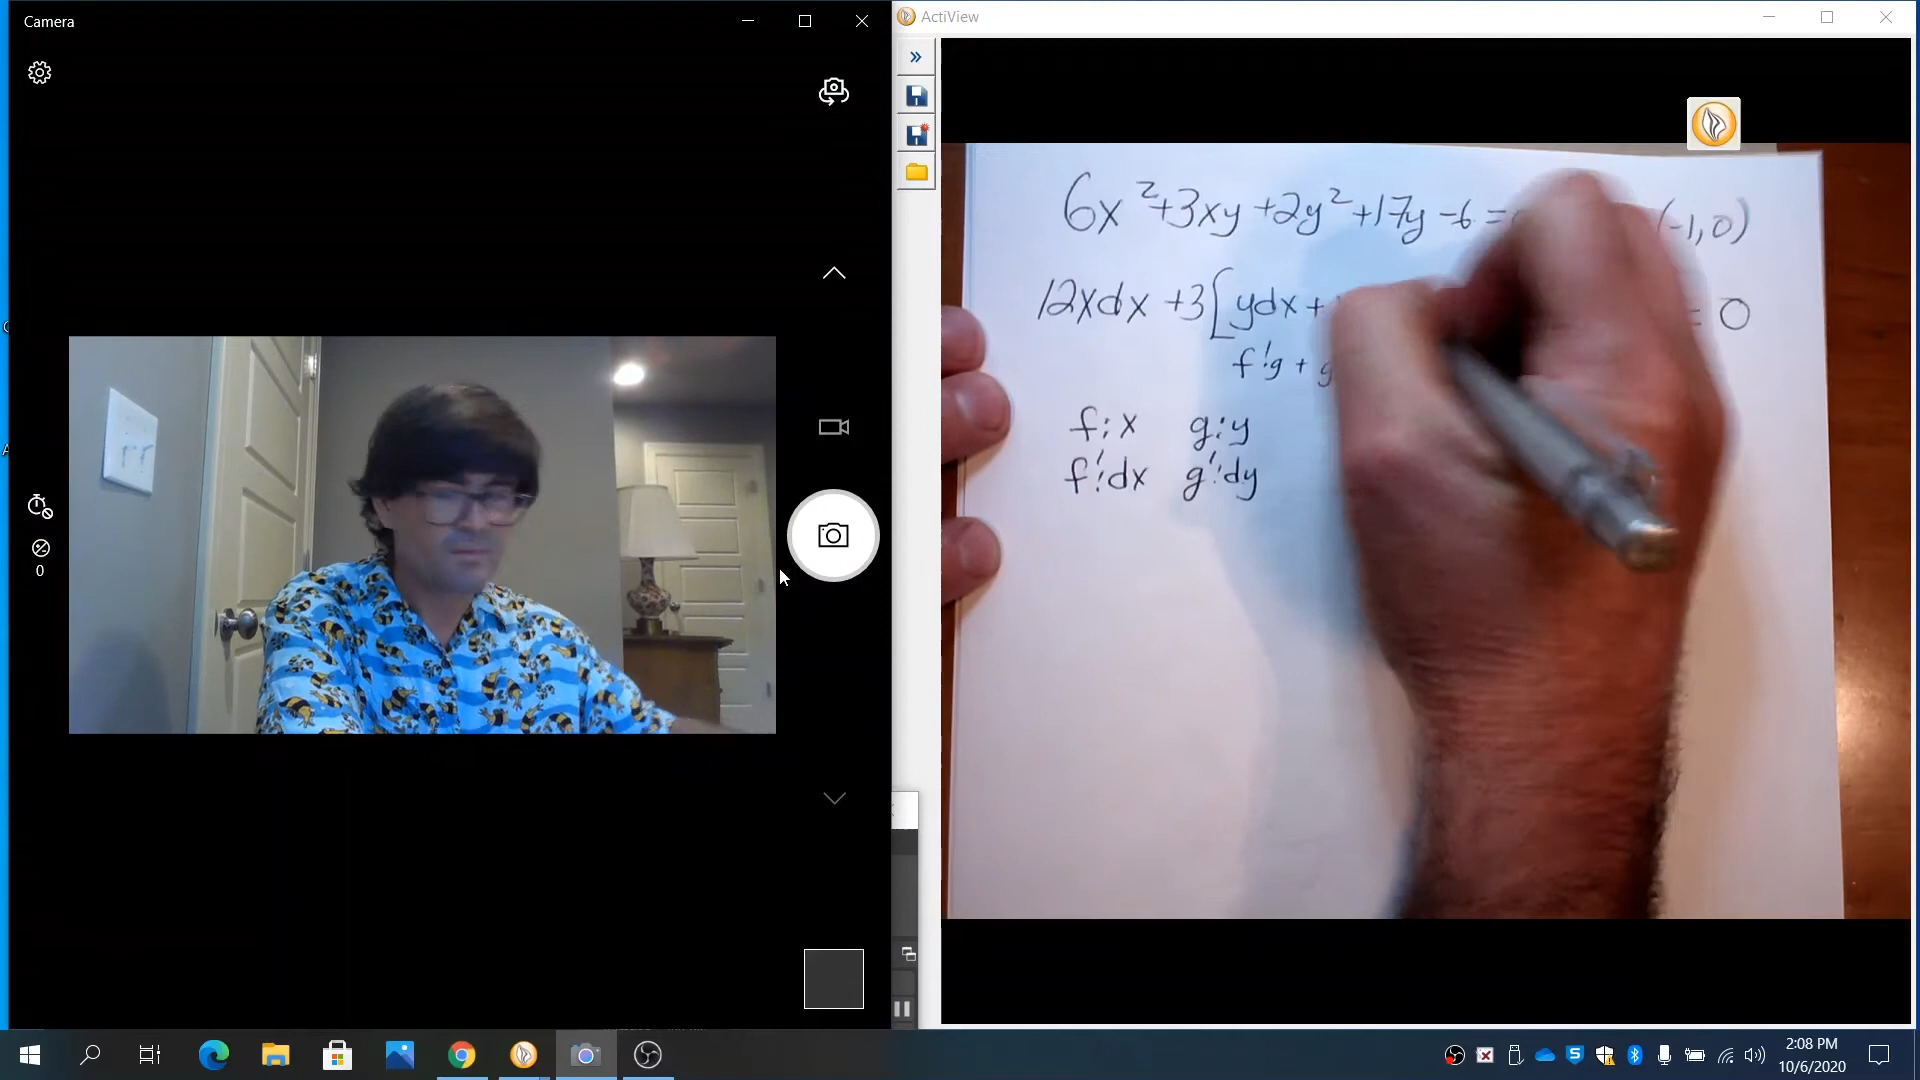 Camera
ActiView
6x²+3xy+2y²+17y-6= (-1,0)
12xdx +3[ydx+ = 0
f'g + g
f:x g:y
f':dx g':dy
0
2:08 PM
10/6/2020